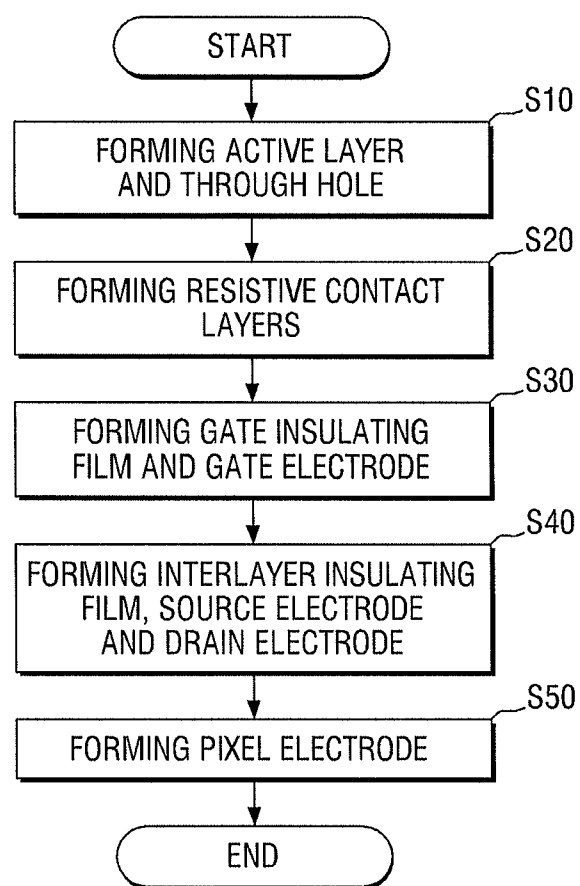 START
S10
FORMING ACTIVE LAYER
AND THROUGH HOLE
S20
FORMING RESISTIVE CONTACT
LAYERS
S30
FORMING GATE INSULATING
FILM AND GATE ELECTRODE
S40
FORMING INTERLAYER INSULATING
FILM, SOURCE ELECTRODE
AND DRAIN ELECTRODE
S50
FORMING PIXEL ELECTRODE
END